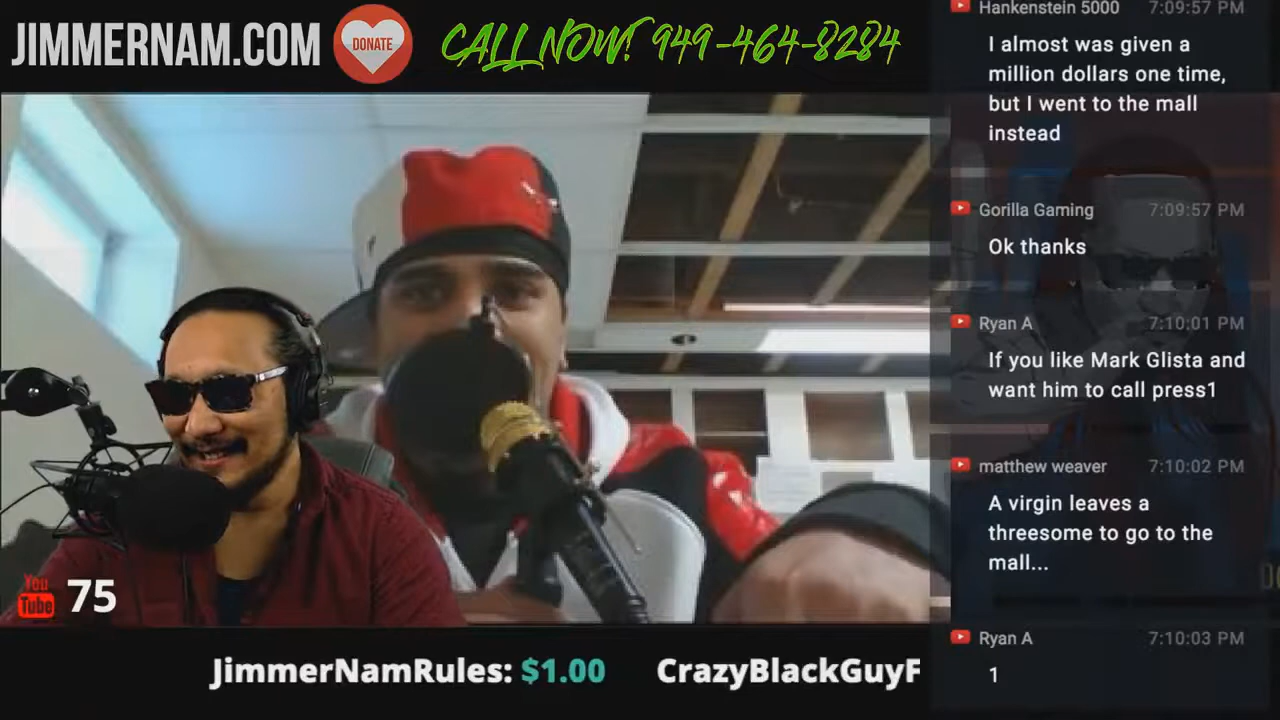 JIMMERNAM.COM
DONATE
CALL NOW! 949-464-8284
Hankenstein 5000 7:09:57 PM
I almost was given a
million dollars one time,
but I went to the mall
instead
Gorilla Gaming 7:09:57 PM
Ok thanks
Ryan A 7:10:01 PM
If you like Mark Glista and
want him to call press1
matthew weaver 7:10:02 PM
A virgin leaves a
threesome to go to the
mall...
Ryan A 7:10:03 PM
1
You
Tube 75
JimmerNamRules: $1.00 CrazyBlackGuyF